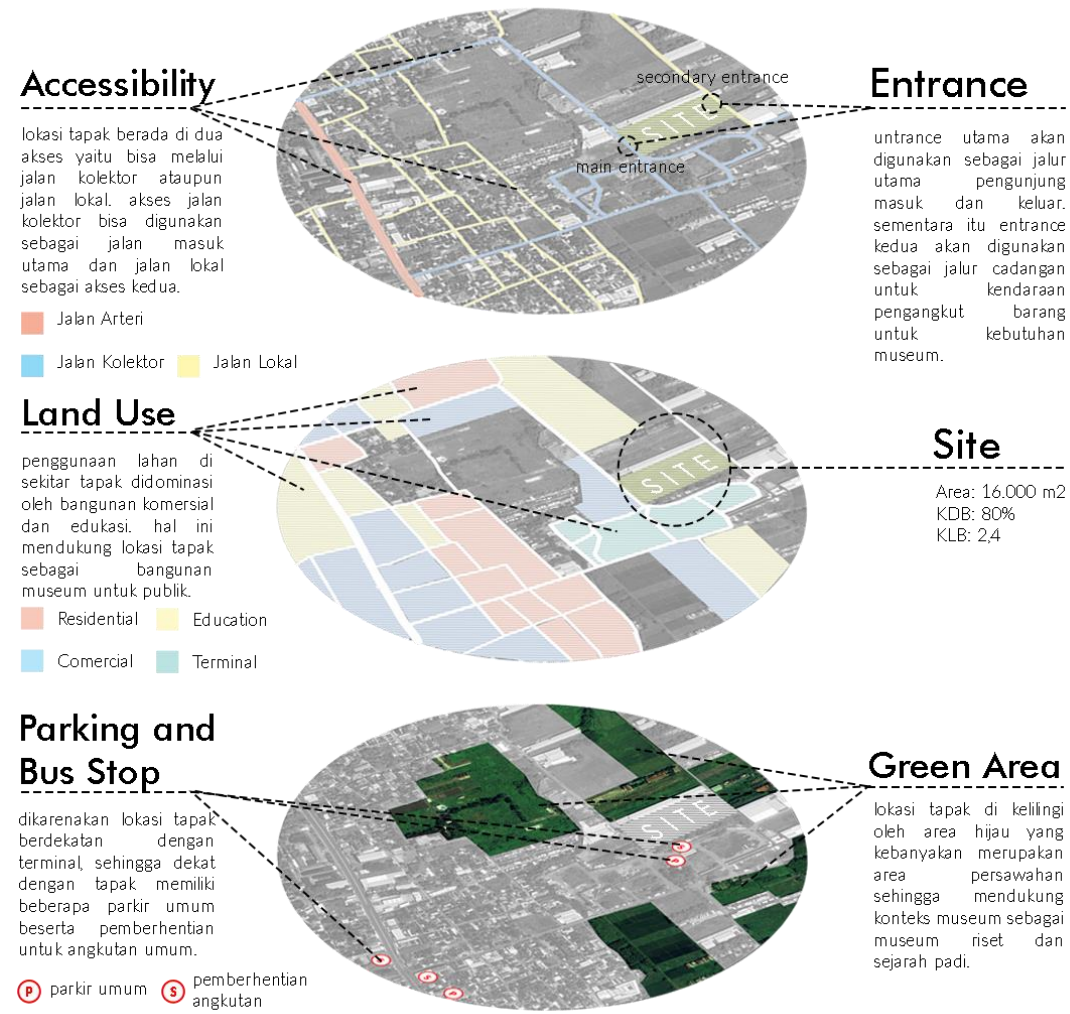 Accessibility
lokasi tapak berada di dua
akses yaitu bisa melalui
jalan kolektor ataupun
jalan lokal. akses jalan
kolektor bisa digunakan
sebagai jalan masuk
utama dan jalan lokal
sebagai akses kedua.
Jalan Arteri
Jalan Kolektor
Jalan Lokal
secondary entrance
SITE
main entrance
Entrance
untrance utama akan
digunakan sebagai jalur
utama pengunjung
masuk dan keluar.
sementara itu entrance
kedua akan digunakan
sebagai jalur cadangan
untuk kendaraan
pengangkut barang
untuk kebutuhan
museum.
Land Use
penggunaan lahan di
sekitar tapak didominasi
oleh bangunan komersial
dan edukasi. hal ini
mendukung lokasi tapak
sebagai bangunan
museum untuk publik.
Residential
Education
Comercial
Terminal
SITE
Site
Area: 16.000 m2
KDB: 80%
KLB: 2,4
Parking and
Bus Stop
dikarenakan lokasi tapak
berdekatan dengan
terminal, sehingga dekat
dengan tapak memiliki
beberapa parkir umum
beserta pemberhentian
untuk angkutan umum.
P parkir umum
S pemberhentian
angkutan
SITE
S
P
P
S
P
Green Area
lokasi tapak di kelilingi
oleh area hijau yang
kebanyakan merupakan
area persawahan
sehingga mendukung
konteks museum sebagai
museum riset dan
sejarah padi.